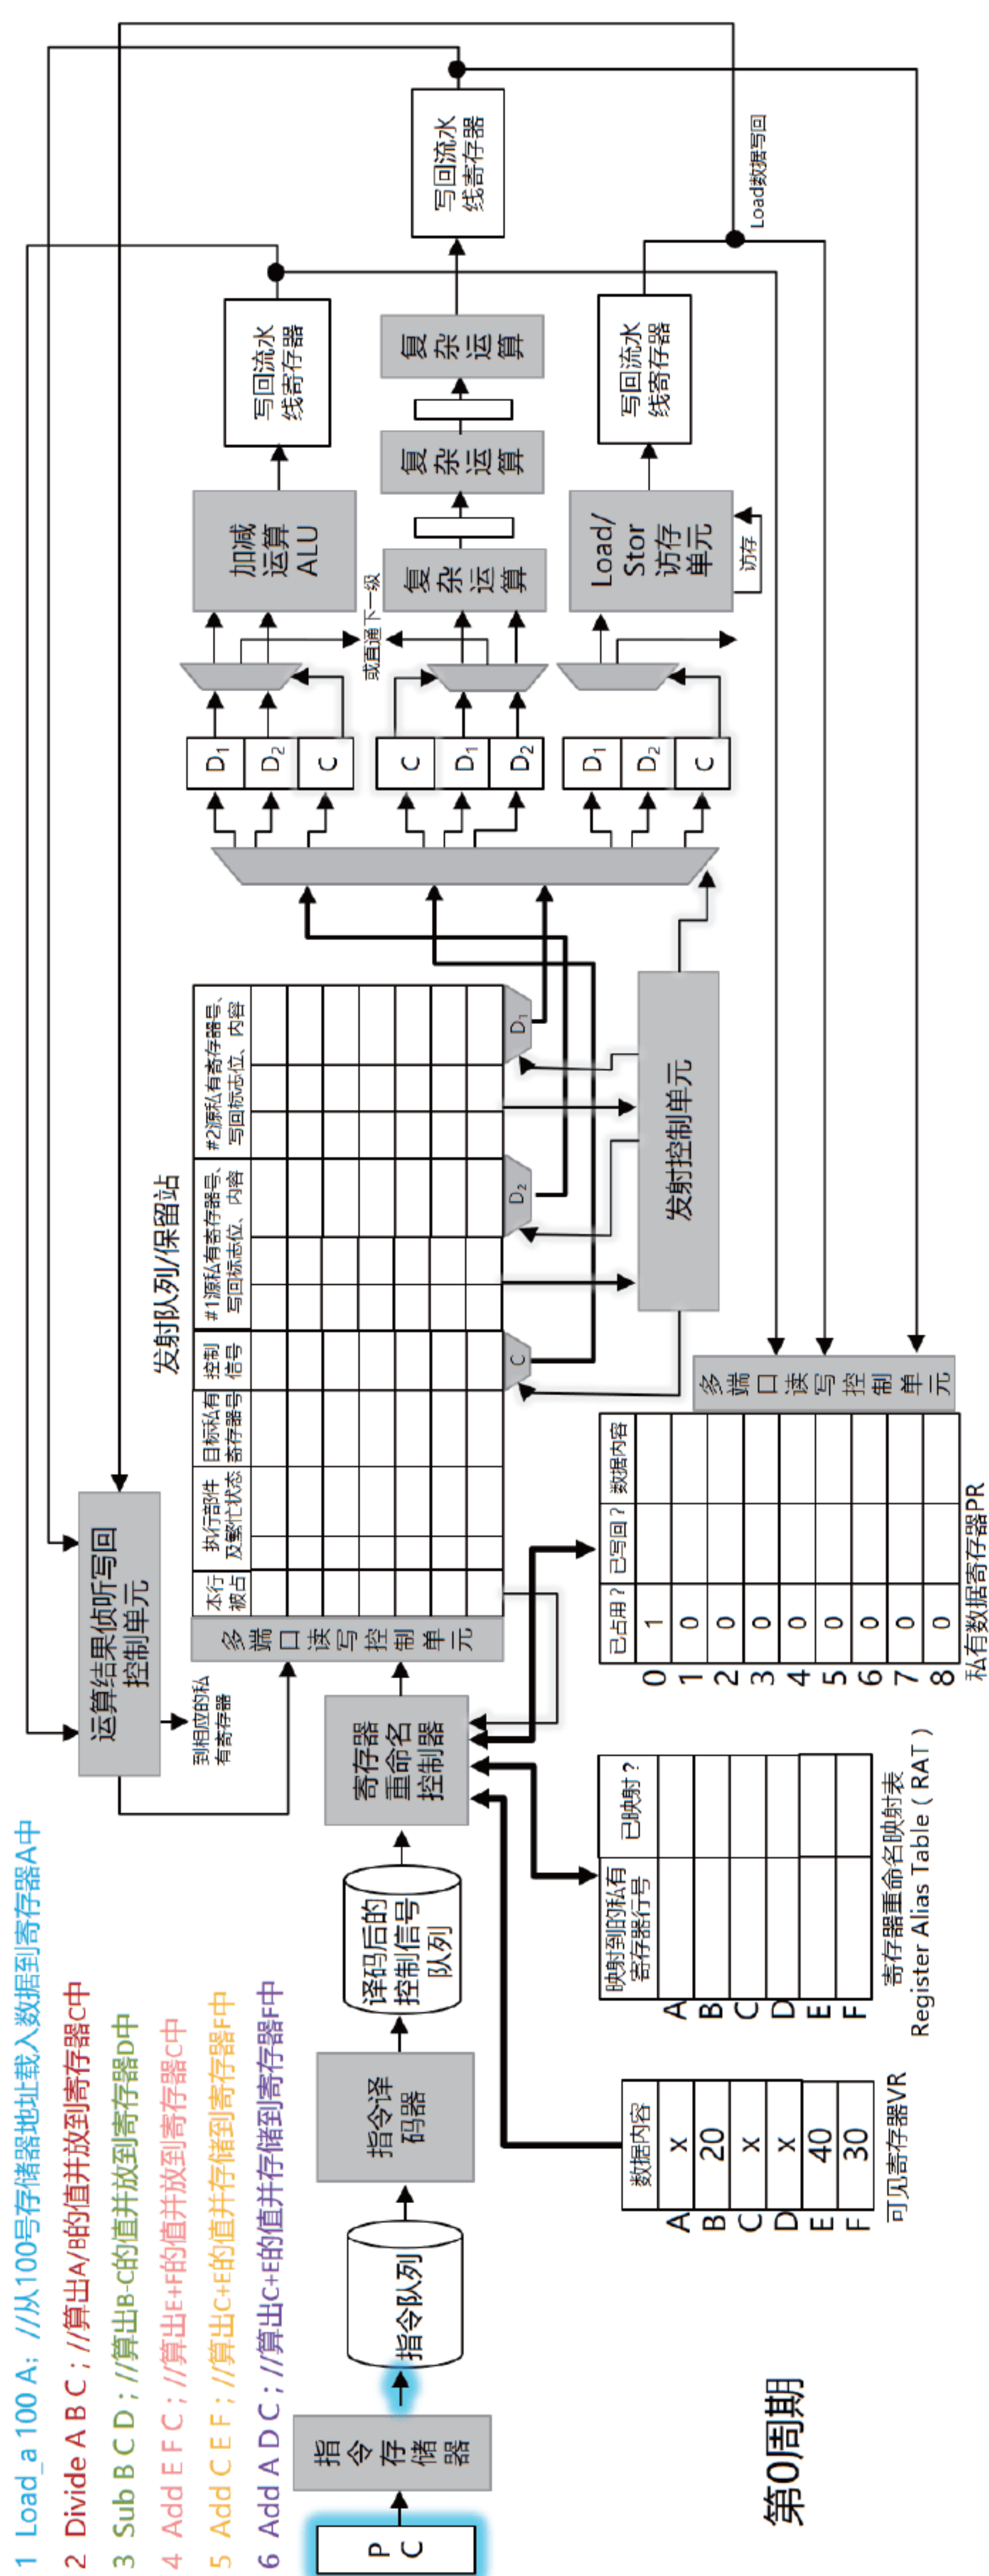 1 Load_a 100 A; //从100号存储器地址载入数据到寄存器A中
2 Divide A B C ; //算出A/B的值并放到寄存器C中
3 Sub B C D ; //算出B-C的值并放到寄存器D中
4 Add E F C ; //算出E+F的值并放到寄存器C中
5 Add C E F ; //算出C+E的值并存储到寄存器F中
6 Add A D C ; //算出C+E的值并存储到寄存器F中
P
C
指令存储器
指令队列
指令译
码器
译码后的
控制信号
队列
寄存器
重命名
控制器
运算结果侦听写回
控制单元
到相应的私
有寄存器
发射队列/保留站
多端口读写控制单元
本行
被占
执行部件
及繁忙状态
目标私有
寄存器号
控制
信号
#1源私有寄存器号、
写回标志位、内容
#2源私有寄存器号、
写回标志位、内容
C
D2
D1
发射控制单元
D1
D2
C
C
D1
D2
D1
D2
C
或直通下一级
加减
运算
ALU
复杂运算
复杂运算
复杂运算
Load/
Stor
访存
单元
访存
写回流水
线寄存器
写回流水
线寄存器
写回流水
线寄存器
Load数据写回
数据内容
A x
B 20
C x
D x
E 40
F 30
可见寄存器VR
映射到的私有
寄存器行号
已映射?
A
B
C
D
E
F
寄存器重命名映射表
Register Alias Table ( RAT )
已占用? 已写回? 数据内容
0 1
1 0
2 0
3 0
4 0
5 0
6 0
7 0
8 0
私有数据寄存器PR
多端口读写控制单元
第0周期